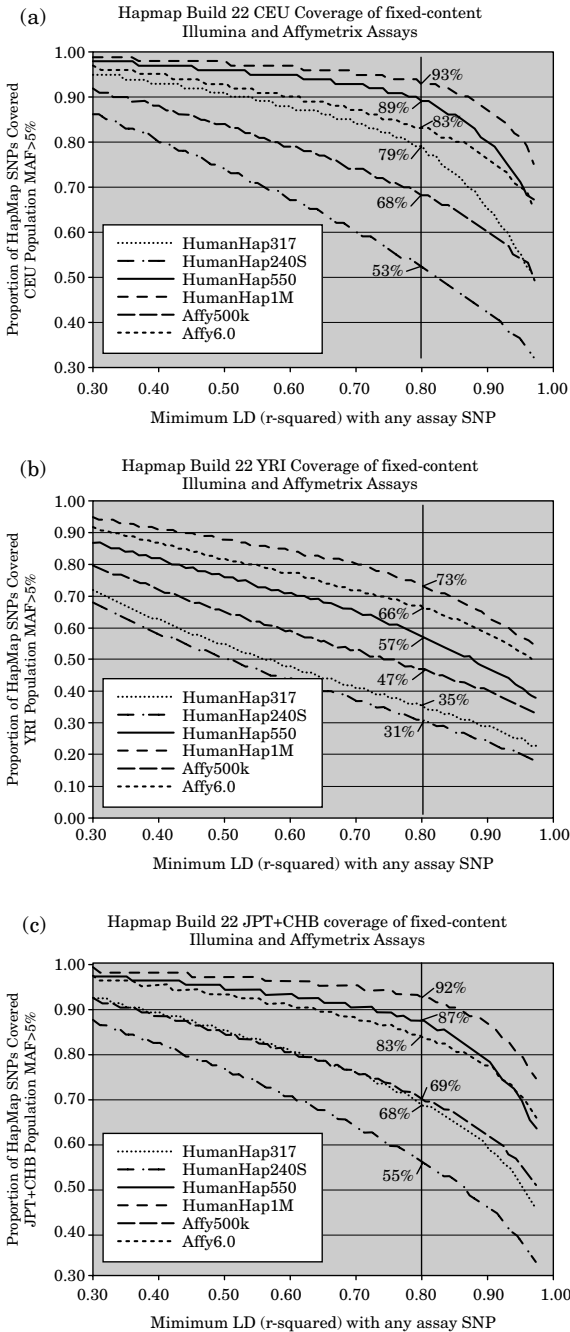 (a)
Hapmap Build 22 CEU Coverage of fixed-content
Illumina and Affymetrix Assays
Proportion of HapMap SNPs Covered
CEU Population MAF>5%
1.00
0.90
0.80
0.70
0.60
0.50
0.40
0.30
93%
89%
83%
79%
68%
53%
HumanHap317
HumanHap240S
HumanHap550
HumanHap1M
Affy500k
Affy6.0
0.30 0.40 0.50 0.60 0.70 0.80 0.90 1.00
Mimimum LD (r-squared) with any assay SNP
(b)
Hapmap Build 22 YRI Coverage of fixed-content
Illumina and Affymetrix Assays
Proportion of HapMap SNPs Covered
YRI Population MAF>5%
1.00
0.90
0.80
0.70
0.60
0.50
0.40
0.30
0.20
0.10
0.00
73%
66%
57%
47%
35%
31%
HumanHap317
HumanHap240S
HumanHap550
HumanHap1M
Affy500k
Affy6.0
0.30 0.40 0.50 0.60 0.70 0.80 0.90 1.00
Minimum LD (r-squared) with any assay SNP
(c)
Hapmap Build 22 JPT+CHB coverage of fixed-content
Illumina and Affymetrix Assays
Proportion of HapMap SNPs Covered
JPT+CHB Population MAF>5%
1.00
0.90
0.80
0.70
0.60
0.50
0.40
0.30
92%
87%
83%
69%
68%
55%
HumanHap317
HumanHap240S
HumanHap550
HumanHap1M
Affy500k
Affy6.0
0.30 0.40 0.50 0.60 0.70 0.80 0.90 1.00
Mimimum LD (r-squared) with any assay SNP